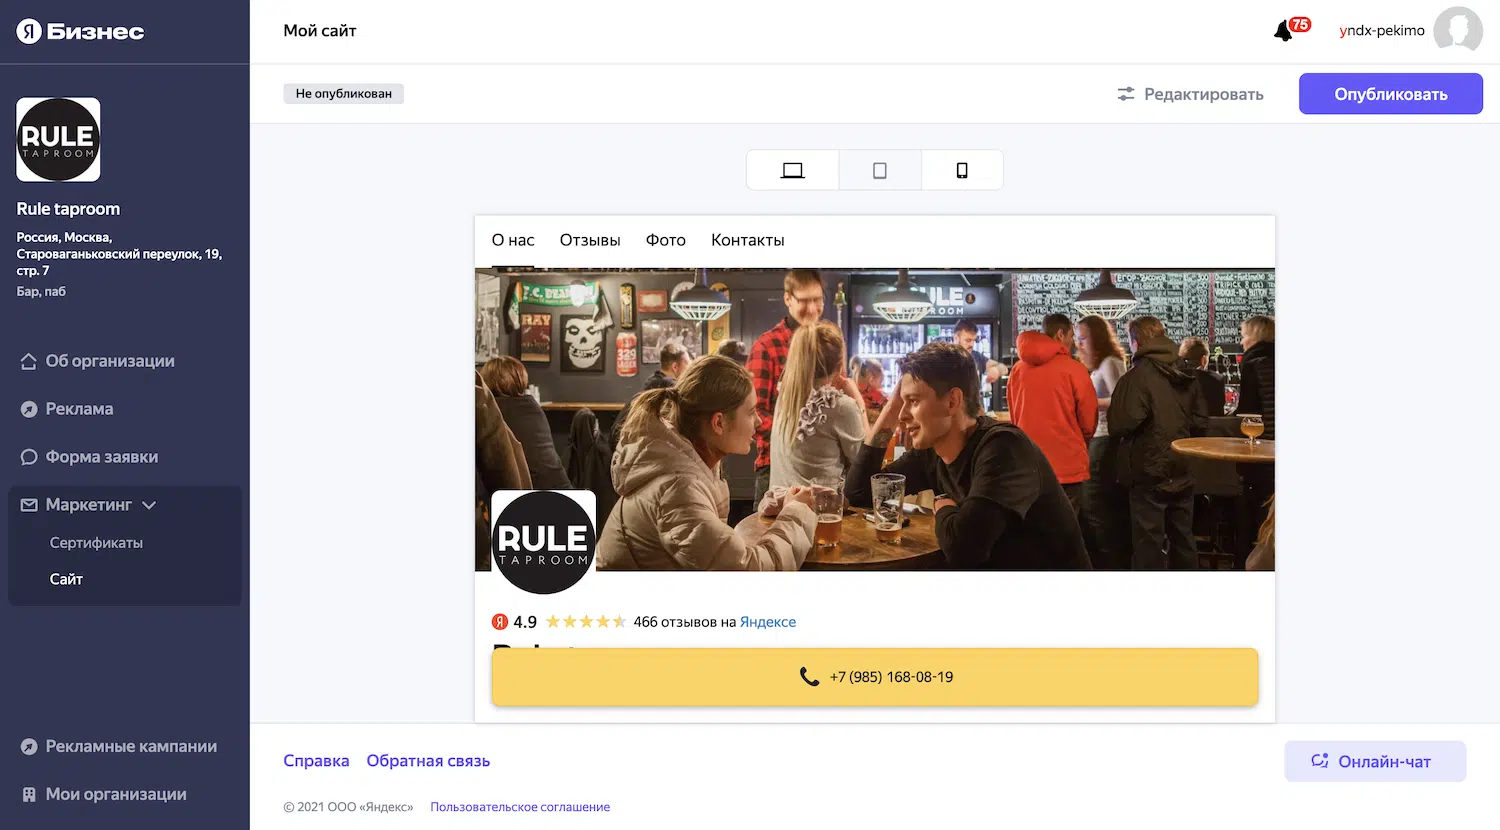 Я Бизнес
RULE
TAPROOM
Rule taproom
Россия, Москва,
Староваганьковский переулок, 19,
стр. 7
Бар, паб
Об организации
Реклама
Форма заявки
Маркетинг
Сертификаты
Сайт
Рекламные кампании
Мои организации
Мой сайт
75
yndx-pekimo
Не опубликован
Редактировать
Опубликовать
О нас
Отзывы
Фото
Контакты
RULE
TAPROOM
Я 4.9
466 отзывов на Яндексе
+7 (985) 168-08-19
Справка
Обратная связь
Онлайн-чат
© 2021 ООО «Яндекс»
Пользовательское соглашение